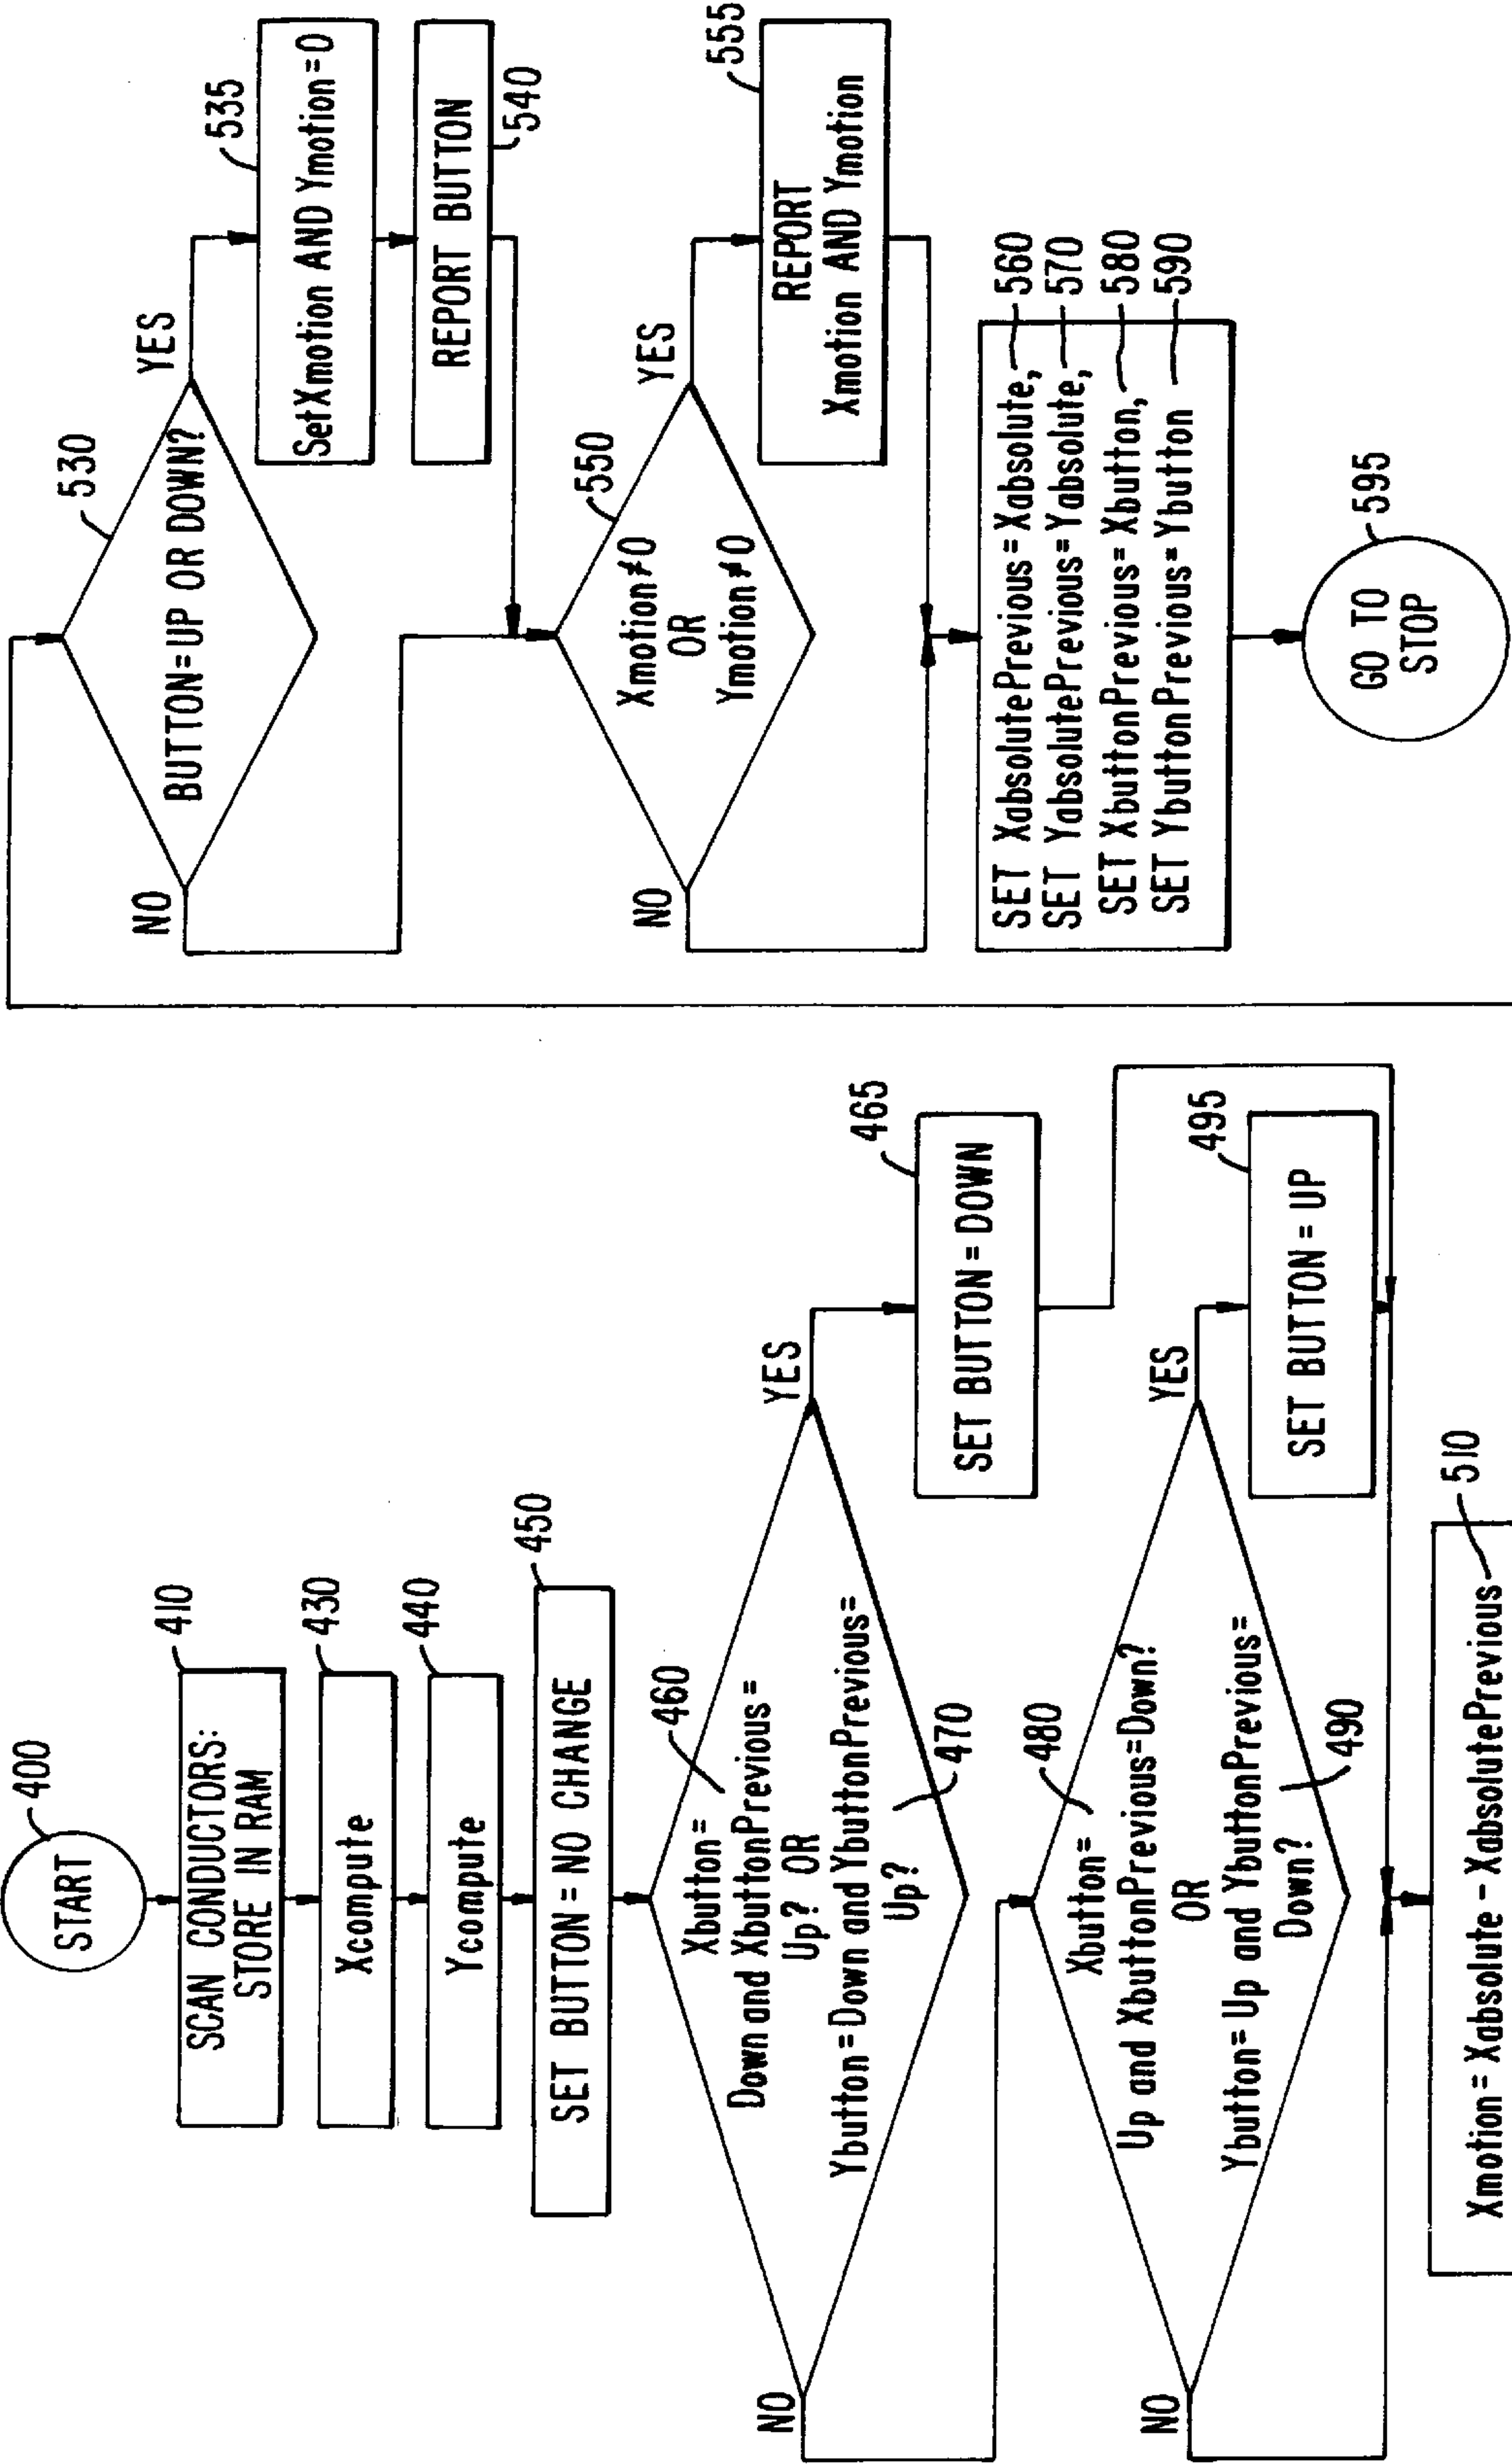 START
400
SCAN CONDUCTORS:
STORE IN RAM
410
Xcompute
430
Ycompute
440
SET BUTTON = NO CHANGE
450
Xbutton=
Down and XbuttonPrevious =
Up? OR
Ybutton=Down and YbuttonPrevious=
Up?
460
470
YES
NO
SET BUTTON = DOWN
465
Xbutton=
Up and XbuttonPrevious=Down?
OR
Ybutton=Up and YbuttonPrevious=
Down?
480
490
YES
NO
SET BUTTON = UP
495
Xmotion = Xabsolute - XabsolutePrevious
510
BUTTON=UP OR DOWN?
530
YES
NO
SetXmotion AND Ymotion=0
535
REPORT BUTTON
540
Xmotion≠0
OR
Ymotion≠0
550
YES
NO
REPORT
Xmotion AND Ymotion
555
SET XabsolutePrevious=Xabsolute, 560
SET YabsolutePrevious=Yabsolute, 570
SET XbuttonPrevious=Xbutton, 580
SET YbuttonPrevious=Ybutton 590
GO TO
STOP
595